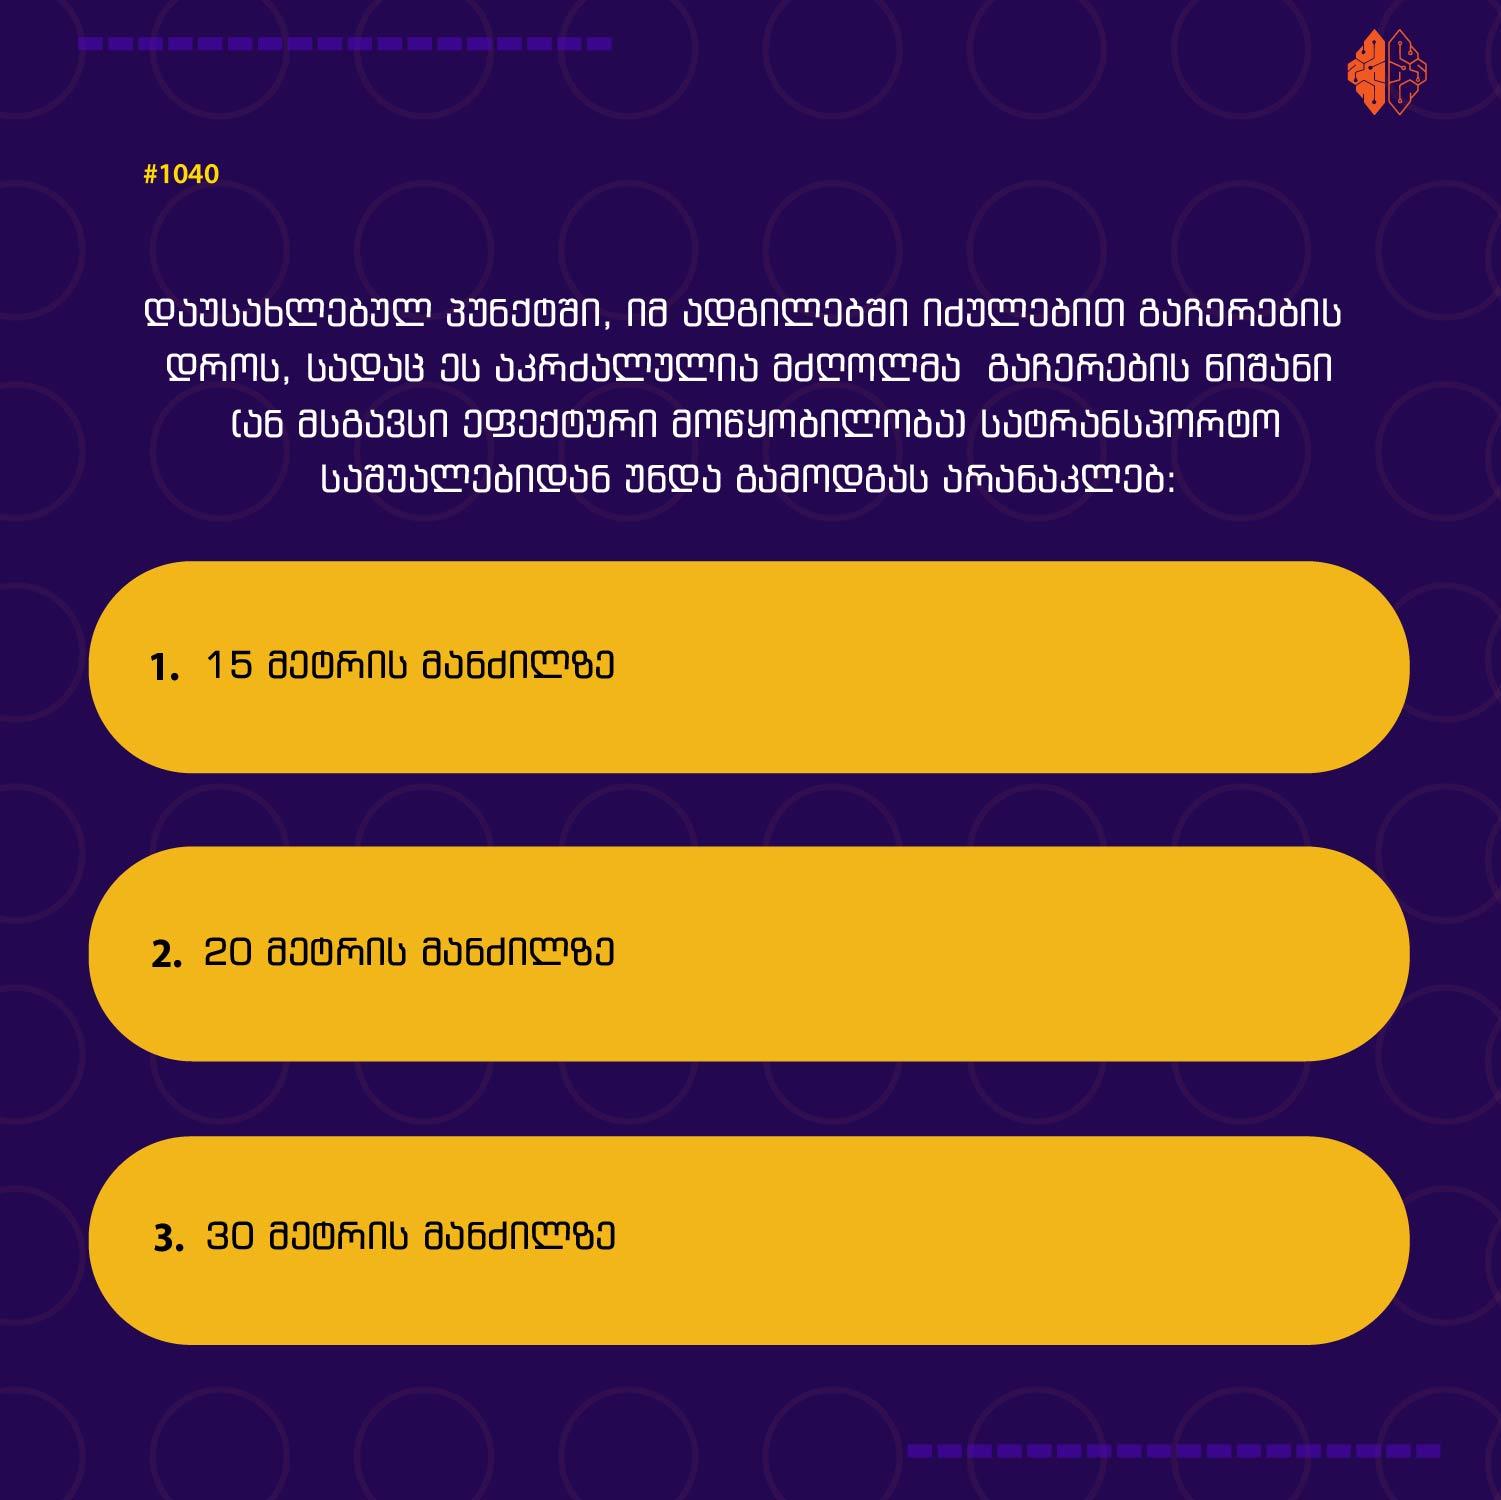 #1040
დაუსახლებულ პუნქტში, იმ ადგილებში იძულებით გაჩერების
დროს, სადაც ეს აკრძალულია მძღოლმა გაჩერების ნიშანი
(ან მსგავსი ეფექტური მოწყობილობა) სატრანსპორტო
საშუალებიდან უნდა გამოდგას არანაკლებ:
1. 15 მეტრის მანძილზე
2. 20 მეტრის მანძილზე
3. 30 მეტრის მანძილზე